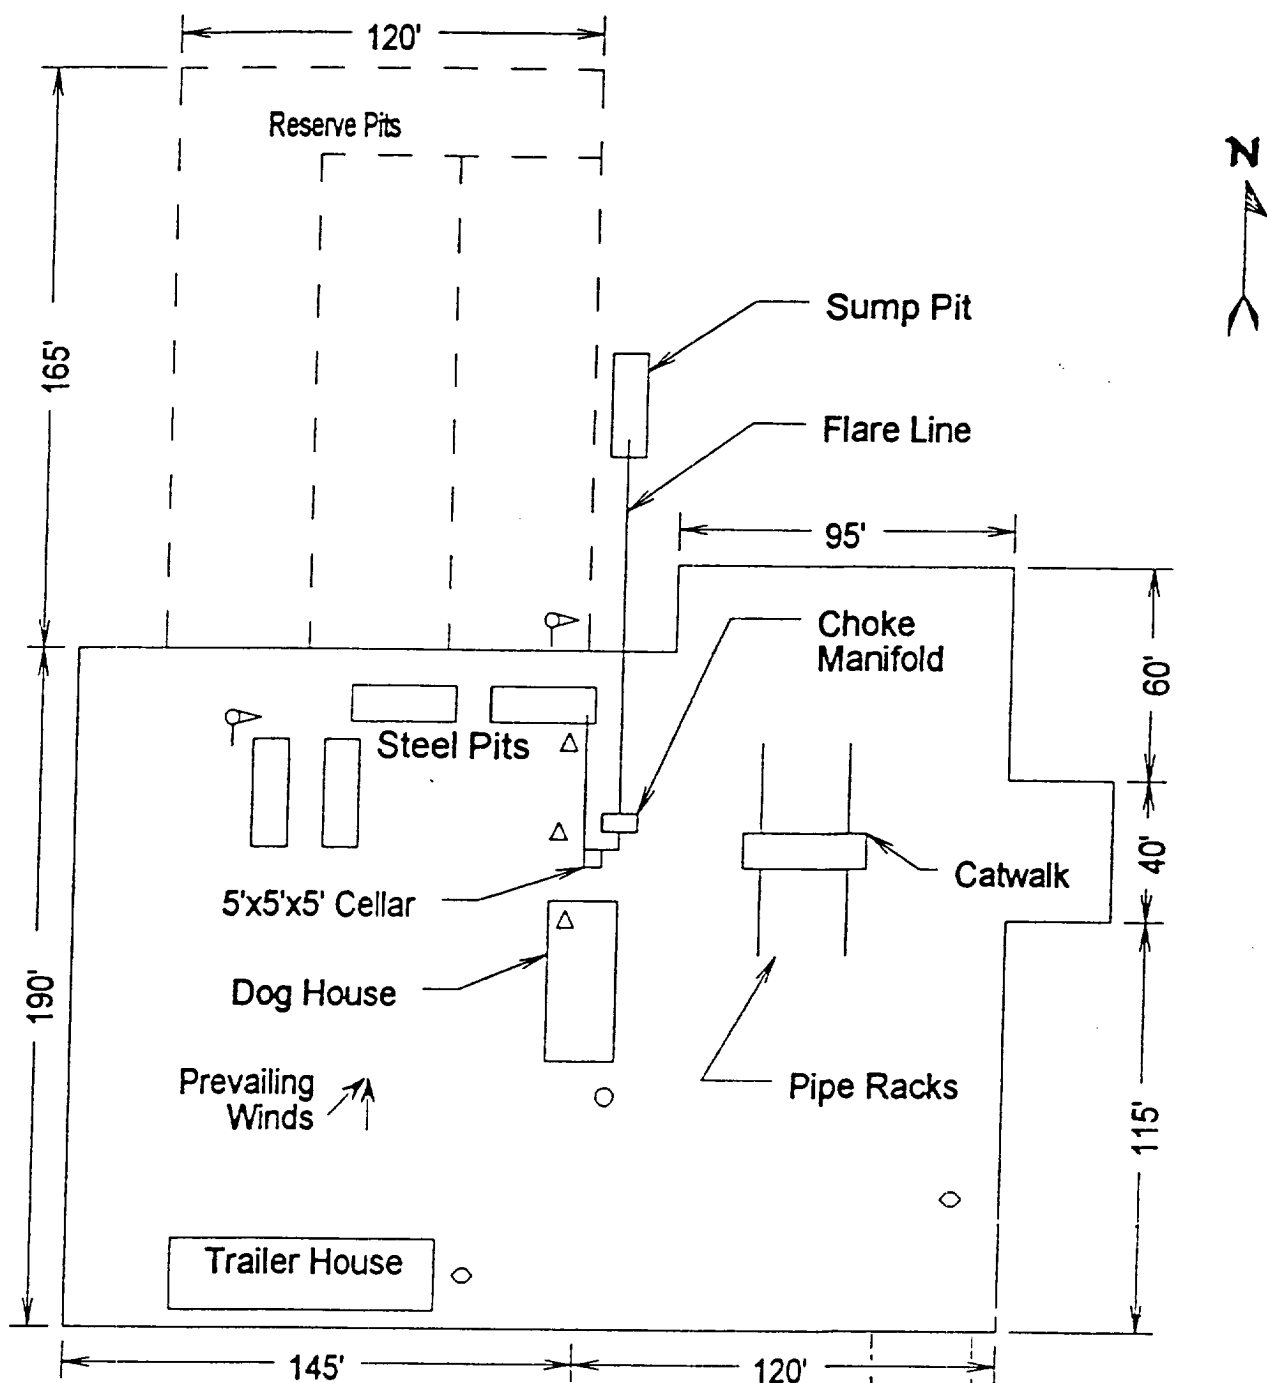 120'
Reserve Pits
N
Sump Pit
165'
Flare Line
95'
Choke
Manifold
60'
Steel Pits
40'
Catwalk
5'x5'x5' Cellar
Dog House
190'
Prevailing
Winds
Pipe Racks
115'
Trailer House
145'
120'